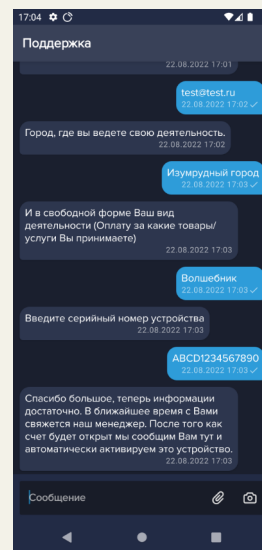 17:04
Поддержка
22.08.2022 17:01
test@test.ru
22.08.2022 17:02
Город, где вы ведете свою деятельность.
22.08.2022 17:02
Изумрудный город
22.08.2022 17:03
И в свободной форме Ваш вид
деятельности (Оплату за какие товары/
услуги Вы принимаете)
22.08.2022 17:03
Волшебник
22.08.2022 17:03
Введите серийный номер устройства
22.08.2022 17:03
ABCD1234567890
22.08.2022 17:03
Спасибо большое, теперь информации
достаточно. В ближайшее время с Вами
свяжется наш менеджер. После того как
счет будет открыт мы сообщим Вам тут и
автоматически активируем это устройство.
22.08.2022 17:03
Сообщение